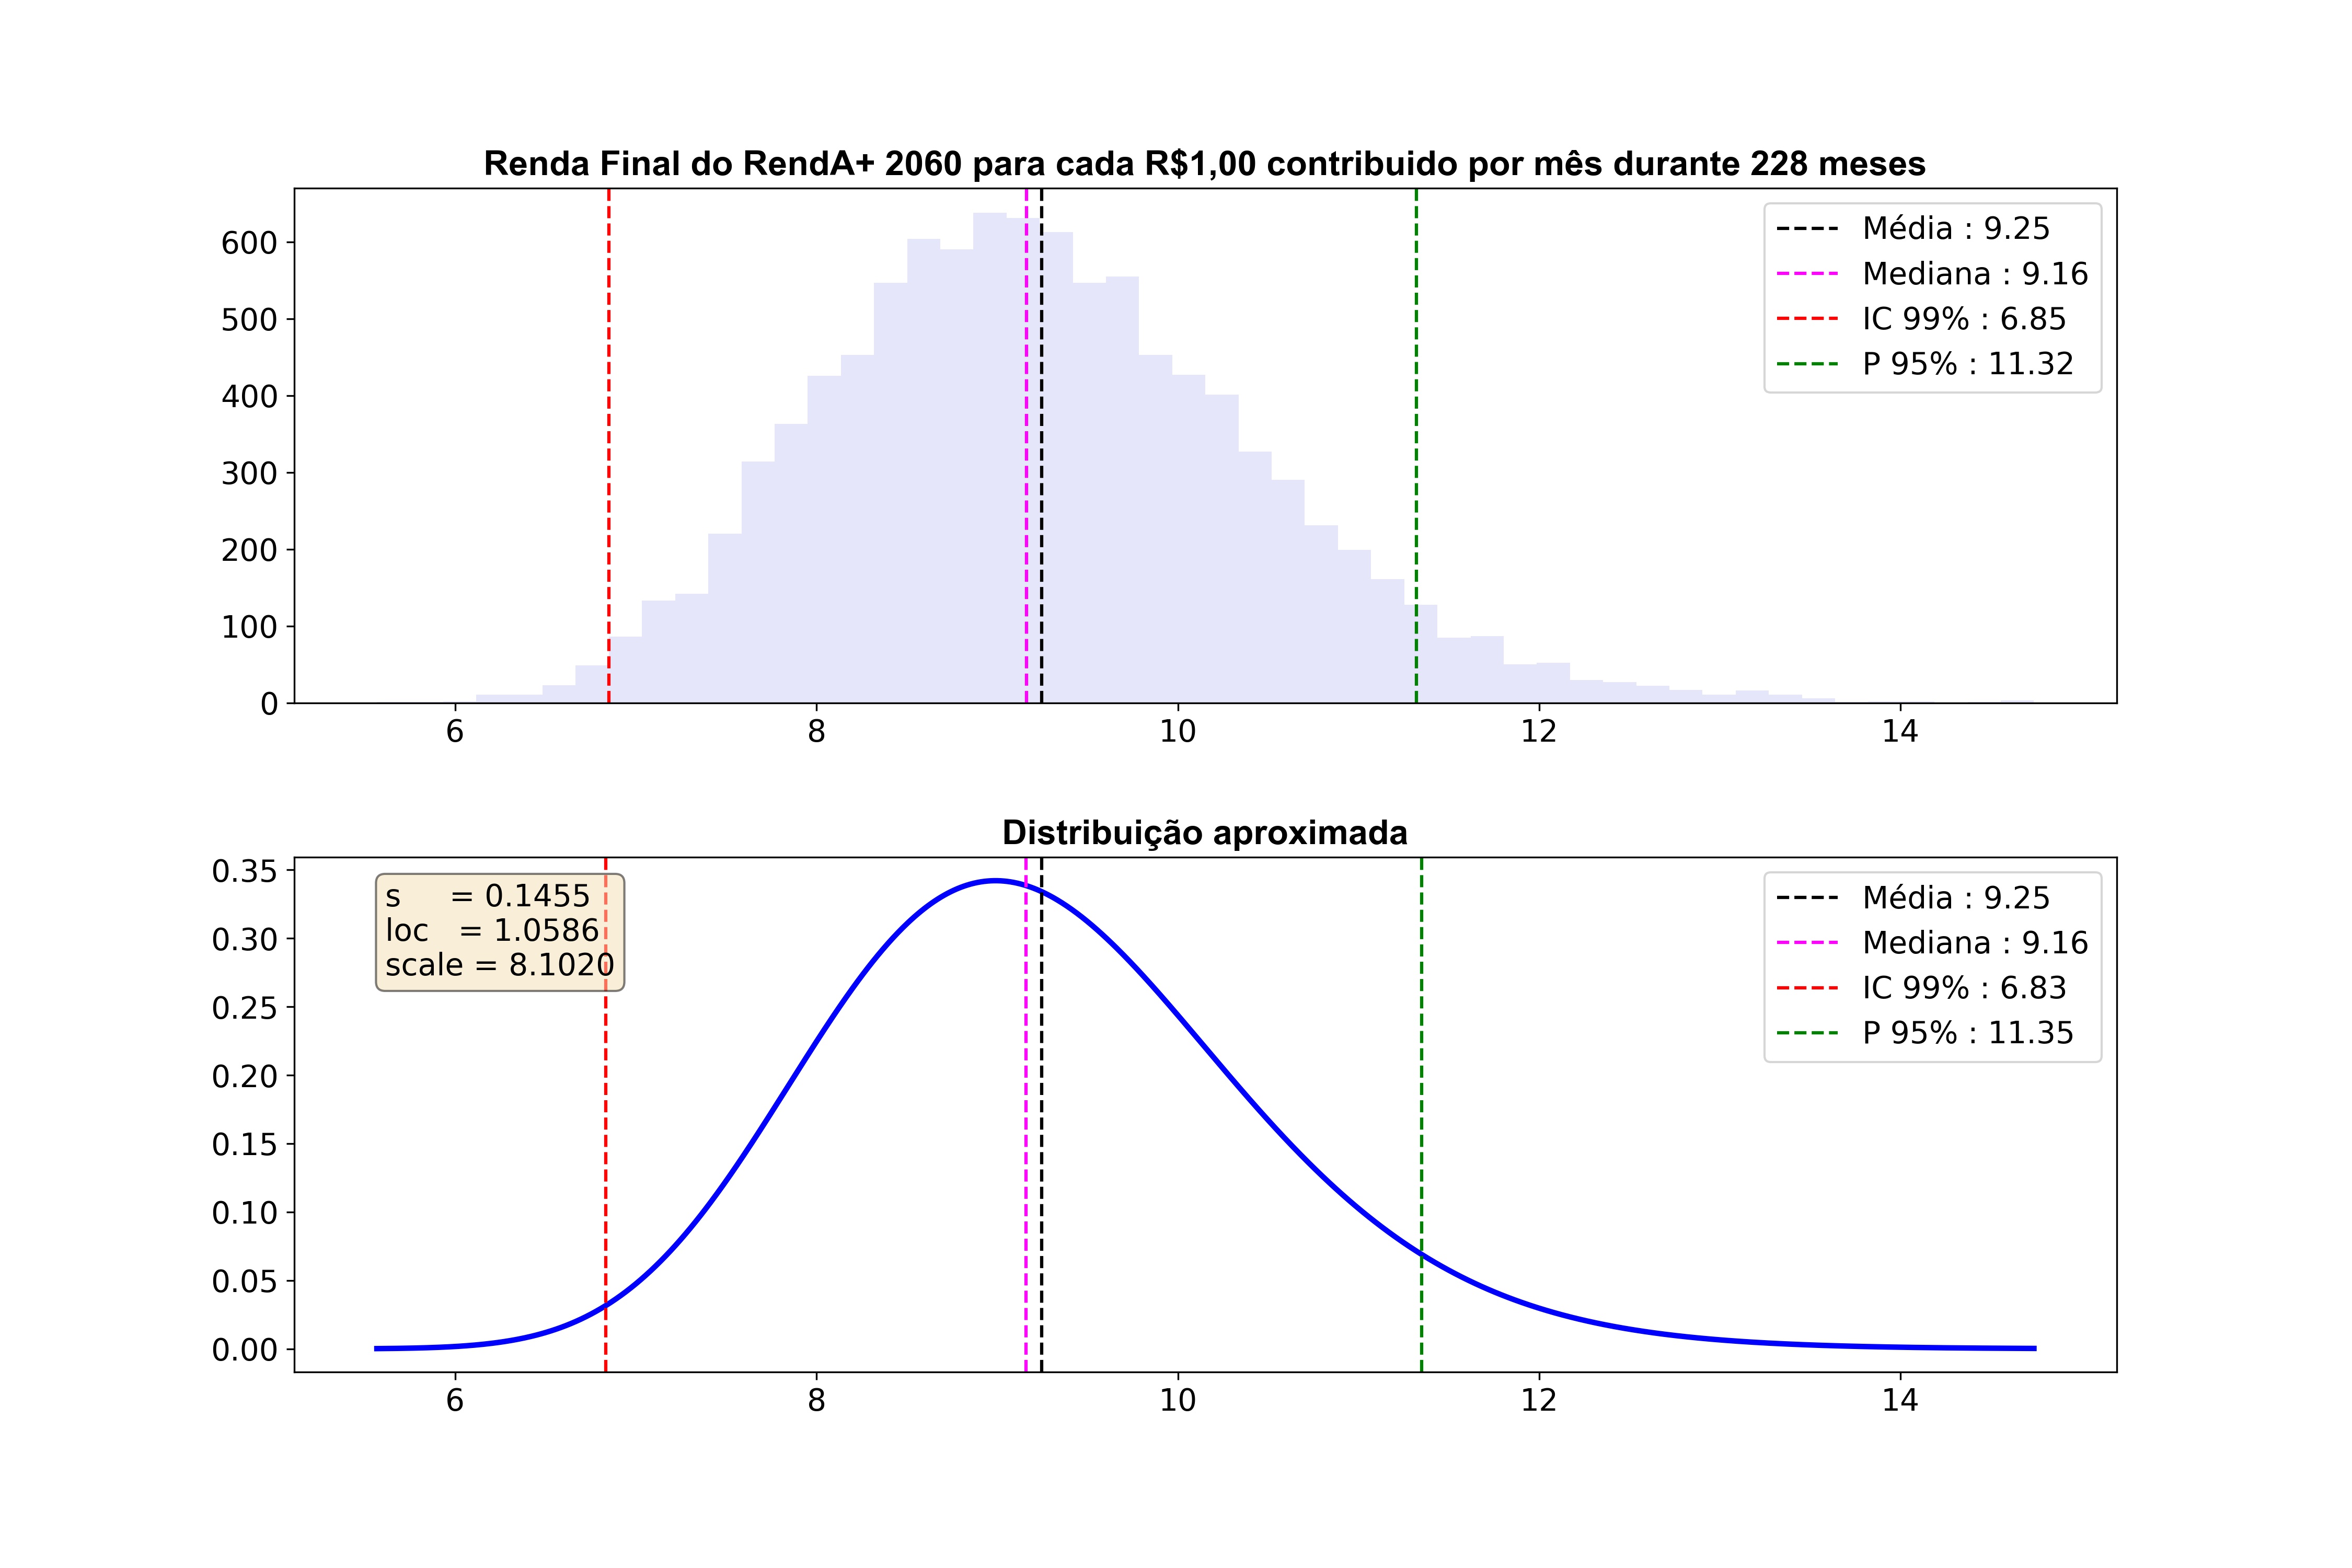 Renda Final do RendA+ 2060 para cada R$1,00 contribuido por mês durante 228 meses
600
500
400
300
200
100
0
6
8
10
12
14
Média : 9.25
Mediana : 9.16
IC 99% : 6.85
P 95% : 11.32
Distribuição aproximada
0.35
0.30
0.25
0.20
0.15
0.10
0.05
0.00
6
8
10
12
14
s = 0.1455
loc = 1.0586
scale = 8.1020
Média : 9.25
Mediana : 9.16
IC 99% : 6.83
P 95% : 11.35